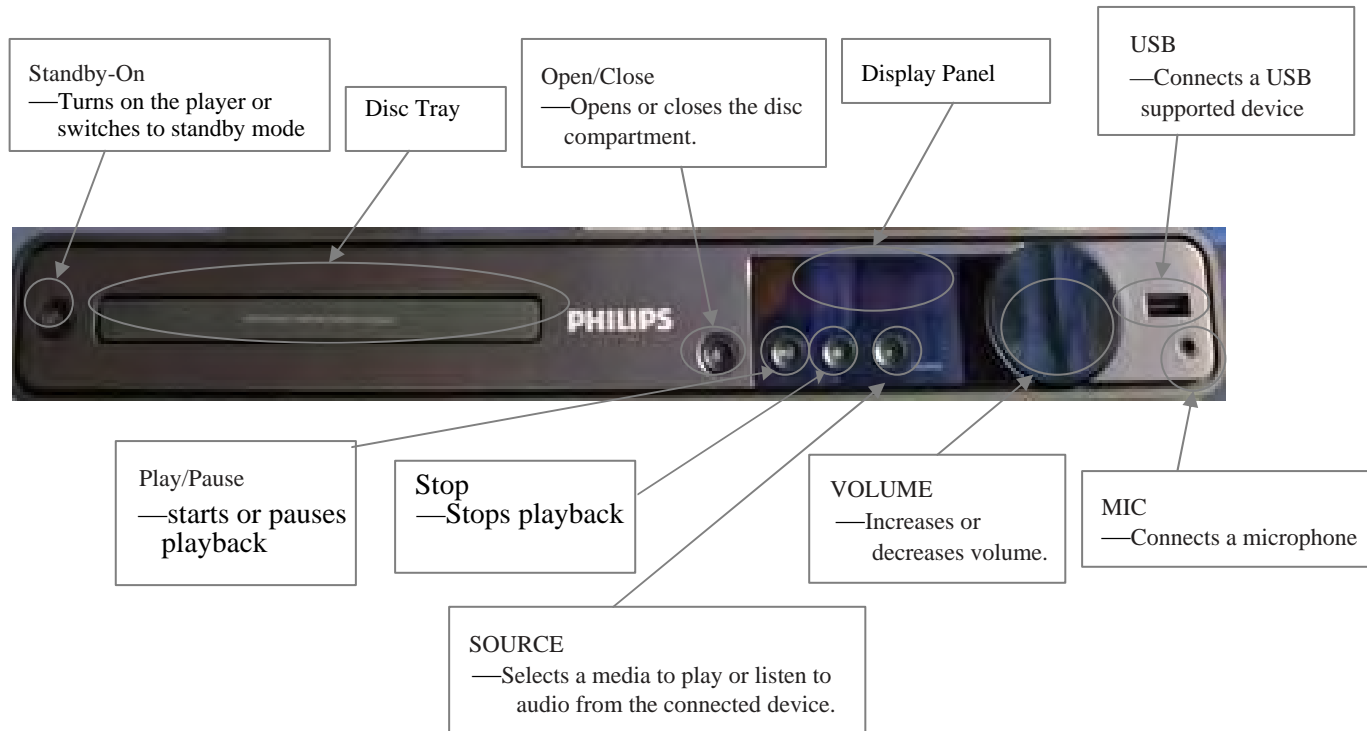 Standby-On
—Turns on the player or
switches to standby mode
Disc Tray
Open/Close
—Opens or closes the disc
compartment.
Display Panel
USB
—Connects a USB
supported device
PHILIPS
Play/Pause
—starts or pauses
playback
Stop
—Stops playback
VOLUME
—Increases or
decreases volume.
MIC
—Connects a microphone
SOURCE
—Selects a media to play or listen to
audio from the connected device.